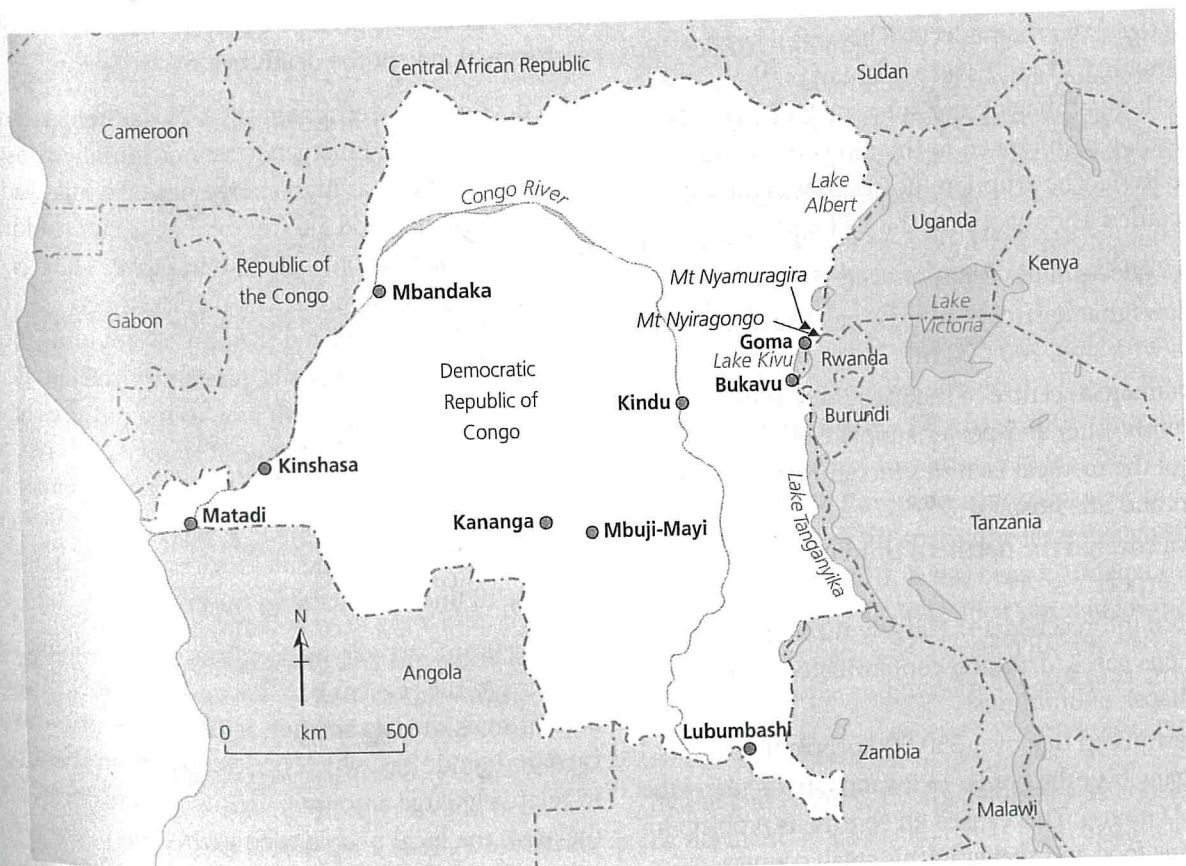 Central African Republic
Sudan
Cameroon
Congo River
Lake
Albert
Uganda
Republic of
the Congo
Kenya
Mt Nyamuragira
Mbandaka
Gabon
Lake
Victoria
Mt Nyiragongo
Goma
Lake Kivu
Rwanda
Democratic
Republic of
Congo
Bukavu
Kindu
Burundi
Kinshasa
Matadi
Kananga
Mbuji-Mayi
Lake Tanganyika
Tanzania
N
Angola
0 km 500
Lubumbashi
Zambia
Malawi